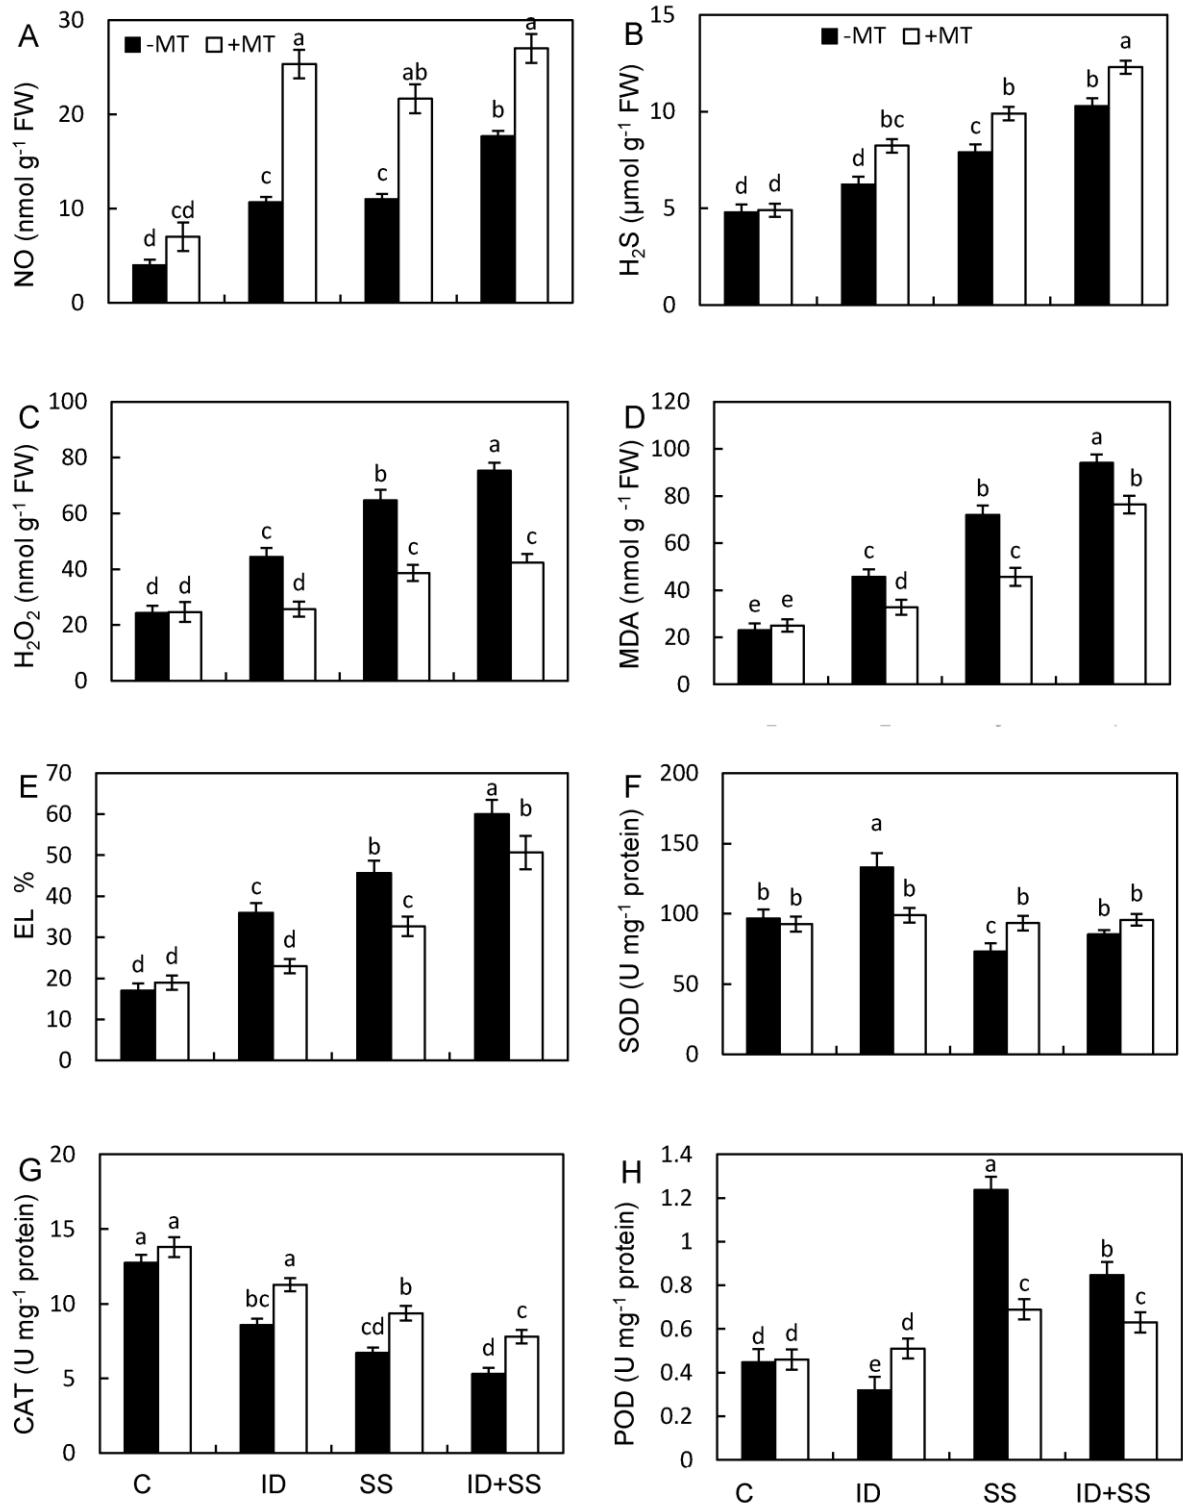 A
■ -MT □ +MT
NO (nmol g⁻¹ FW)
30
20
10
0
d cd c a c ab b a
B
■ -MT □ +MT
H₂S (µmol g⁻¹ FW)
15
10
5
0
d d d bc c b b a
C
H₂O₂ (nmol g⁻¹ FW)
100
80
60
40
20
0
d d c d b c a c
D
MDA (nmol g⁻¹ FW)
120
100
80
60
40
20
0
e e c d b c a b
E
EL %
70
60
50
40
30
20
10
0
d d c d b c a b
F
SOD (U mg⁻¹ protein)
200
150
100
50
0
b b a b c b b b
G
CAT (U mg⁻¹ protein)
20
15
10
5
0
a a bc a cd b d c
C ID SS ID+SS
H
POD (U mg⁻¹ protein)
1.4
1.2
1
0.8
0.6
0.4
0.2
0
d d e d a c b c
C ID SS ID+SS